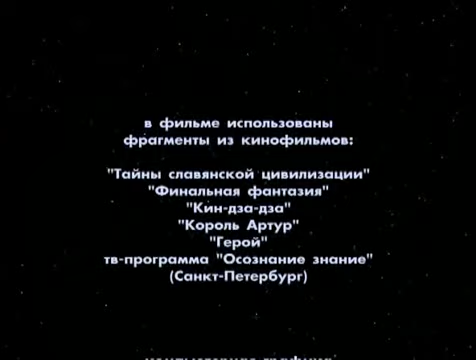 в фильме использованы
фрагменты из кинофильмов:
"Тайны славянской цивилизации"
"Финальная фантазия"
"Кин-дза-дза"
"Король Артур"
"Герой"
тв-программа "Осознание знание"
(Санкт-Петербург)